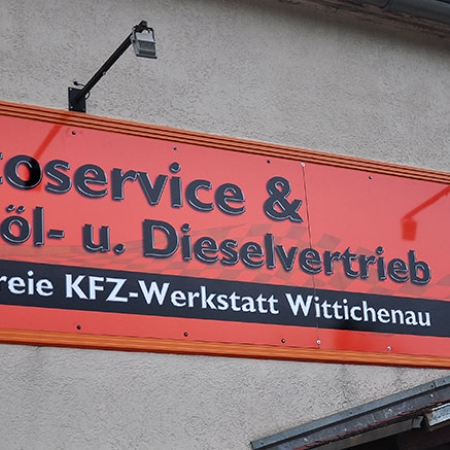 toservice &
öl- u. Dieselvertrieb
reie KFZ-Werkstatt Wittichenau